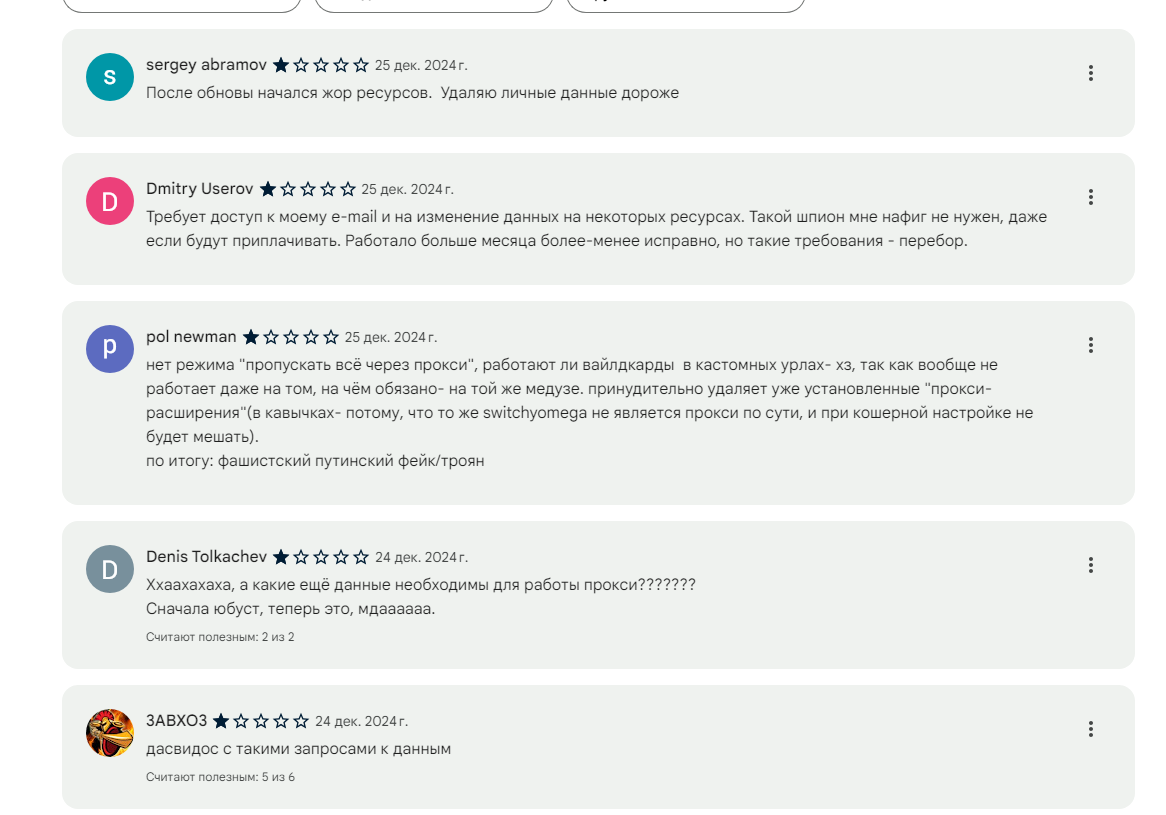 S
sergey abramov 25 дек. 2024 г.
После обновы начался жор ресурсов.  Удаляю личные данные дороже
D
Dmitry Userov 25 дек. 2024 г.
Требует доступ к моему e-mail и на изменение данных на некоторых ресурсах. Такой шпион мне нафиг не нужен, даже
если будут приплачивать. Работало больше месяца более-менее исправно, но такие требования - перебор.
p
pol newman 25 дек. 2024 г.
нет режима "пропускать всё через прокси", работают ли вайлдкарды  в кастомных урлах- хз, так как вообще не
работает даже на том, на чём обязано- на той же медузе. принудительно удаляет уже установленные "прокси-
расширения"(в кавычках- потому, что то же switchyomega не является прокси по сути, и при кошерной настройке не
будет мешать).
по итогу: фашистский путинский фейк/троян
D
Denis Tolkachev 24 дек. 2024 г.
Ххаахахаха, а какие ещё данные необходимы для работы прокси???????
Сначала юбуст, теперь это, мдаааааа.
Считают полезным: 2 из 2
ЗАВХОЗ 24 дек. 2024 г.
дасвидос с такими запросами к данным
Считают полезным: 5 из 6